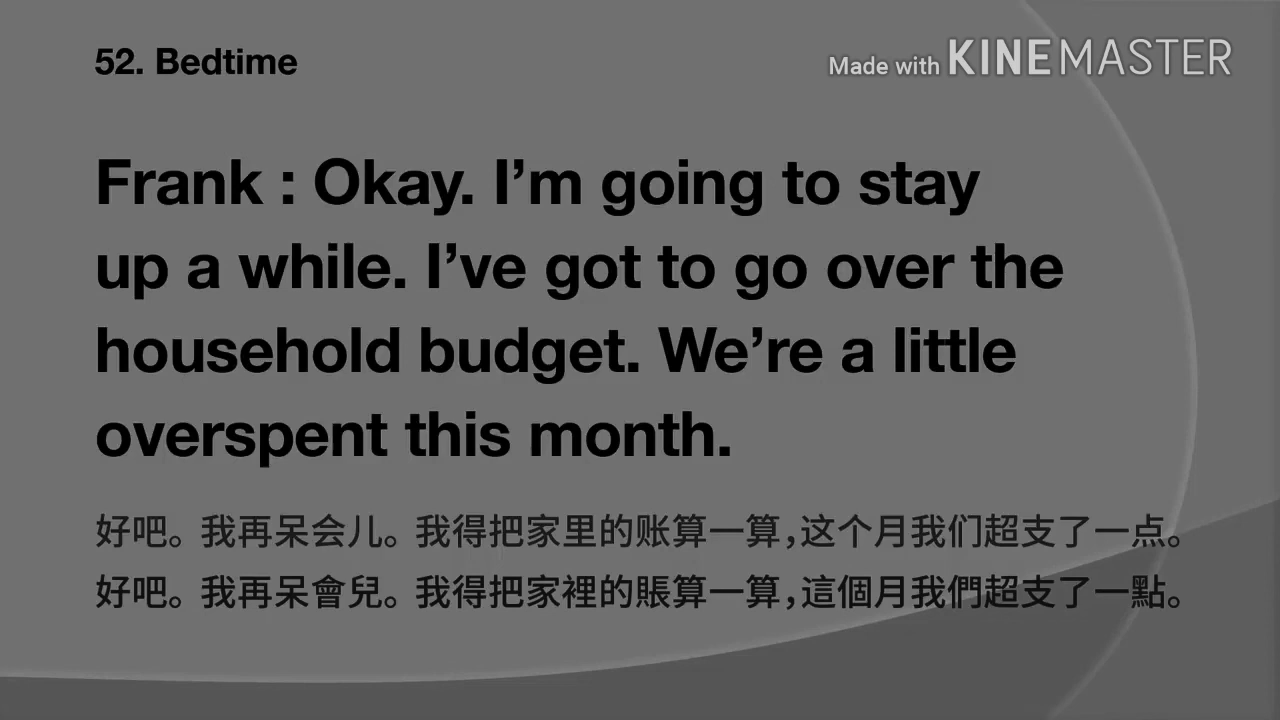 52. Bedtime
Made with KINEMASTER
Frank : Okay. I’m going to stay
up a while. I’ve got to go over the
household budget. We’re a little
overspent this month.
好吧。我再呆会儿。我得把家里的账算一算,这个月我们超支了一点。
好吧。我再呆會兒。我得把家裡的賬算一算,這個月我們超支了一點。